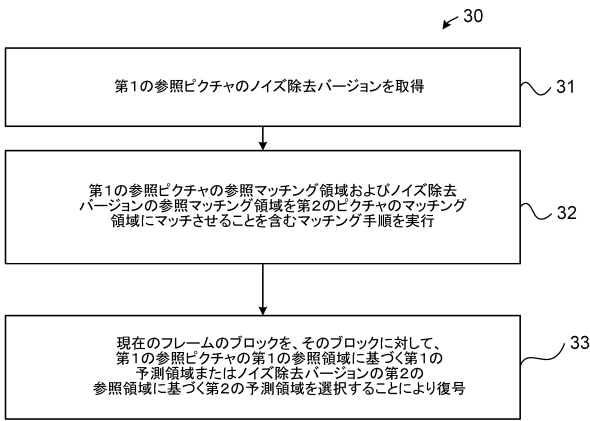 30
第1の参照ピクチャのノイズ除去バージョンを取得
31
第1の参照ピクチャの参照マッチング領域およびノイズ除去
バージョンの参照マッチング領域を第2のピクチャのマッチング
領域にマッチさせることを含むマッチング手順を実行
32
現在のフレームのブロックを、そのブロックに対して、
第1の参照ピクチャの第1の参照領域に基づく第1の
予測領域またはノイズ除去バージョンの第2の
参照領域に基づく第2の予測領域を選択することにより復号
33